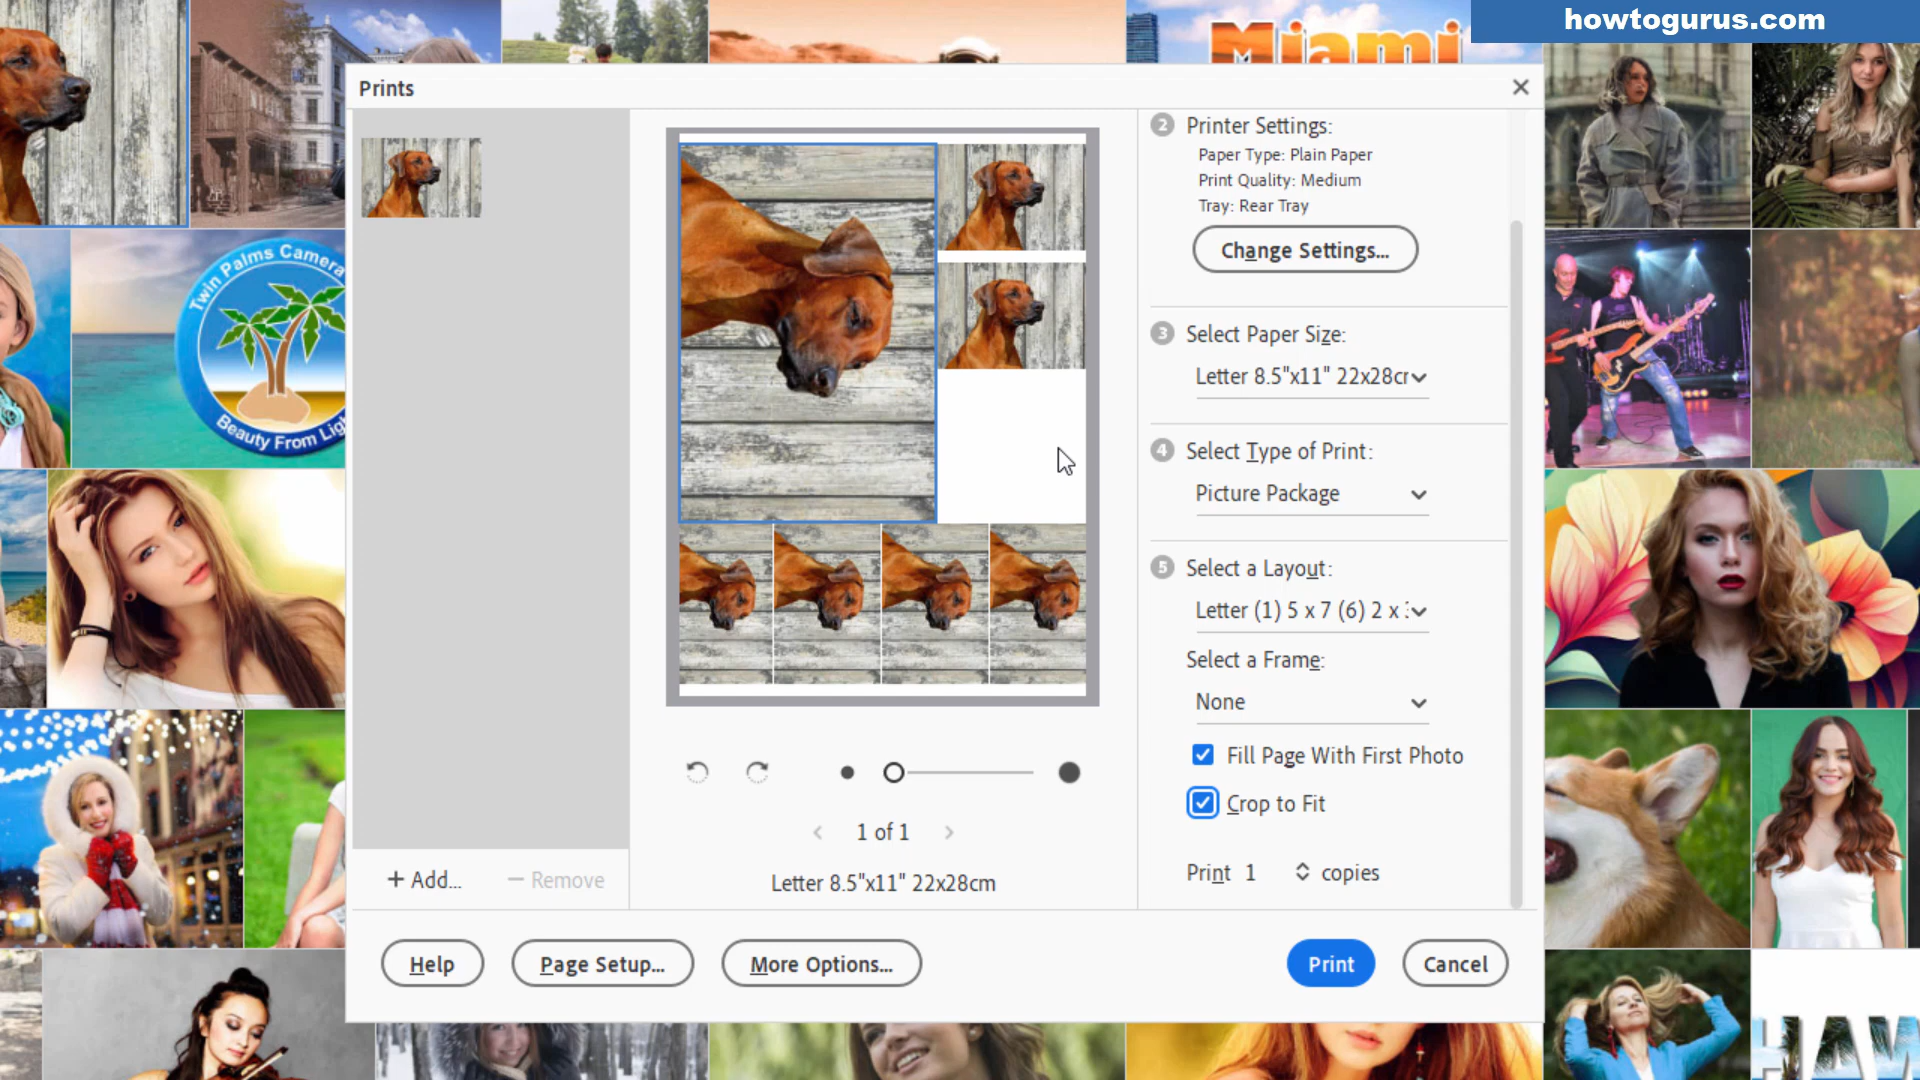 howtogurus.com
Miami
Prints
2 Printer Settings:
Paper Type: Plain Paper
Print Quality: Medium
Tray: Rear Tray
Change Settings...
3 Select Paper Size:
Letter 8.5"x11" 22x28cr
4 Select Type of Print:
Picture Package
5 Select a Layout:
Letter (1) 5 x 7 (6) 2 x
Select a Frame:
None
Fill Page With First Photo
Crop to Fit
Print 1 copies
Twin Palms Camera
Beauty From Lig
1 of 1
Letter 8.5"x11" 22x28cm
+ Add...
− Remove
Help
Page Setup...
More Options...
Print
Cancel